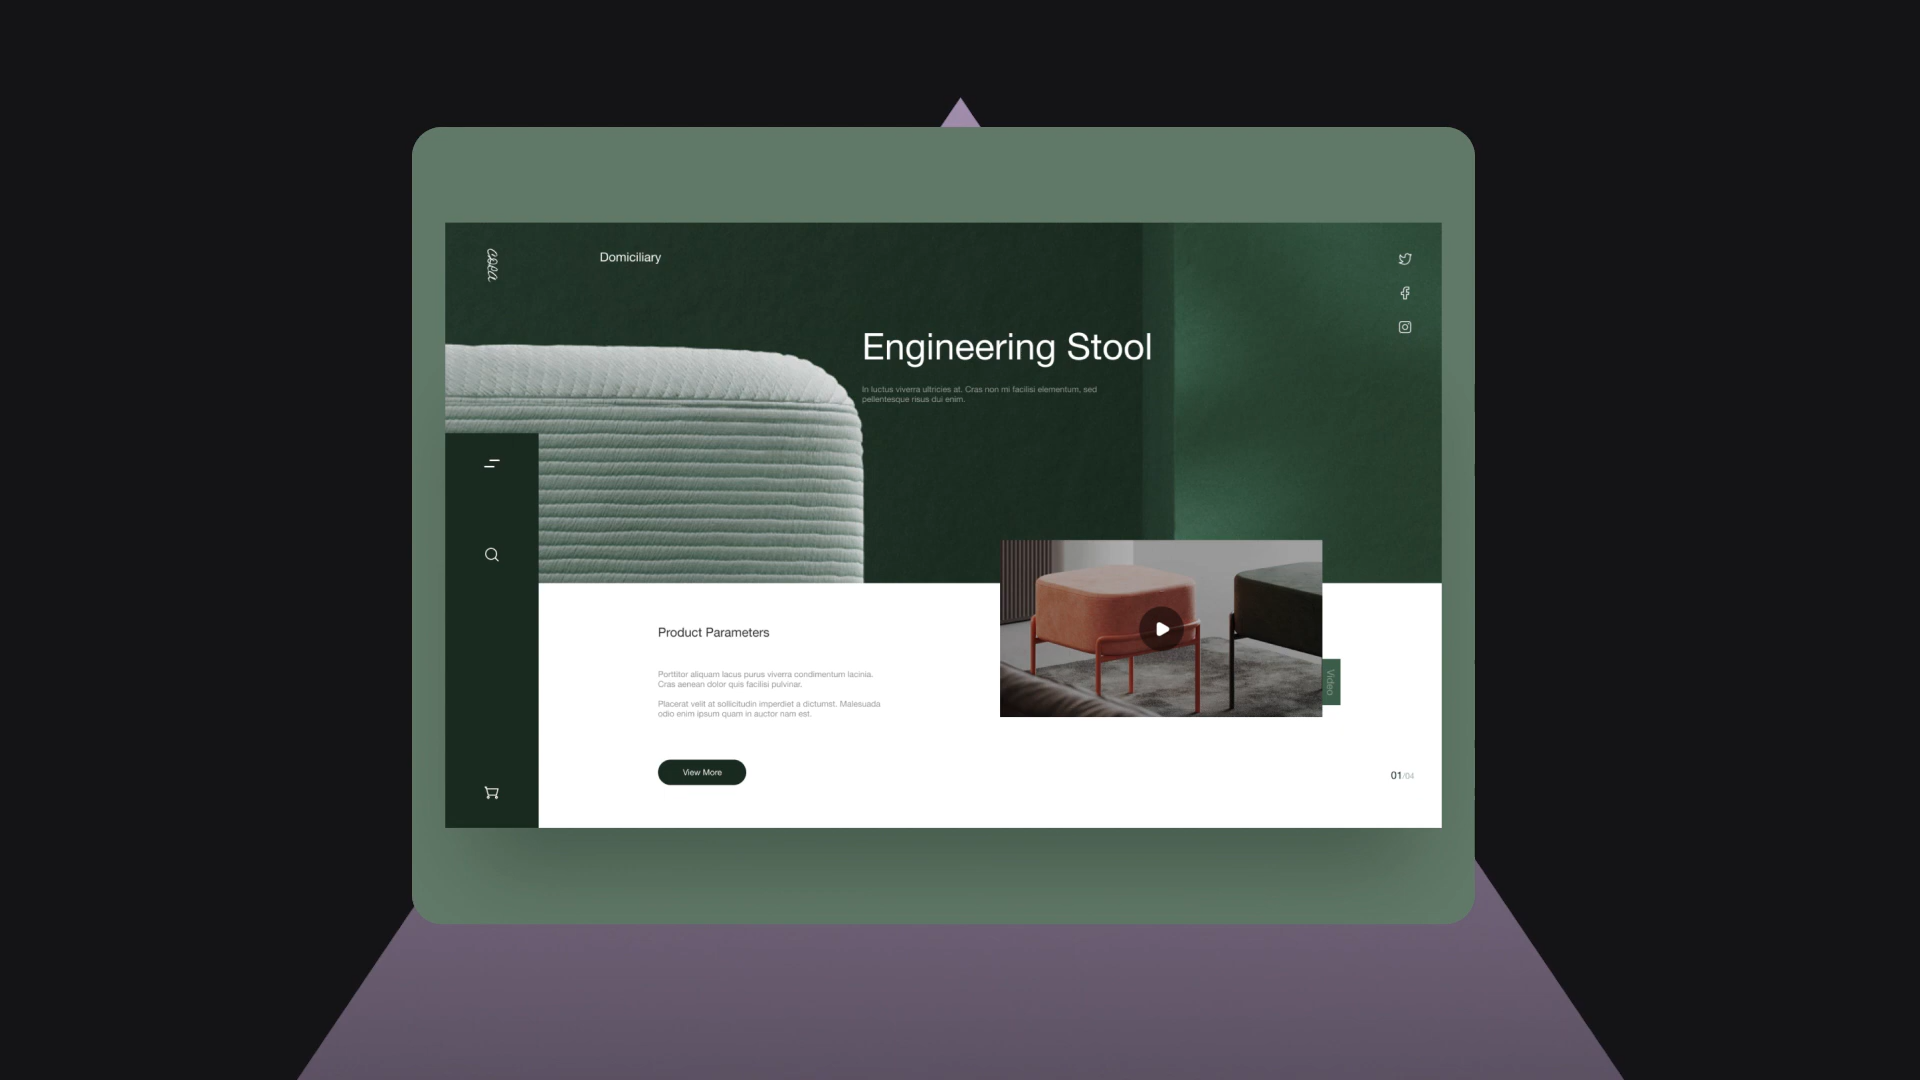 Domiciliary
Engineering Stool
In luctus viverra ultricies at. Cras non mi facilisi elementum, sed
pellentesque risus dui enim.
Product Parameters
Porttitor aliquam lacus purus viverra condimentum lacinia.
Cras aenean dolor quis facilisi pulvinar.
Placerat velit at sollicitudin imperdiet a dictumst. Malesuada
odio enim ipsum quam in auctor nam est.
Video
View More
01/04